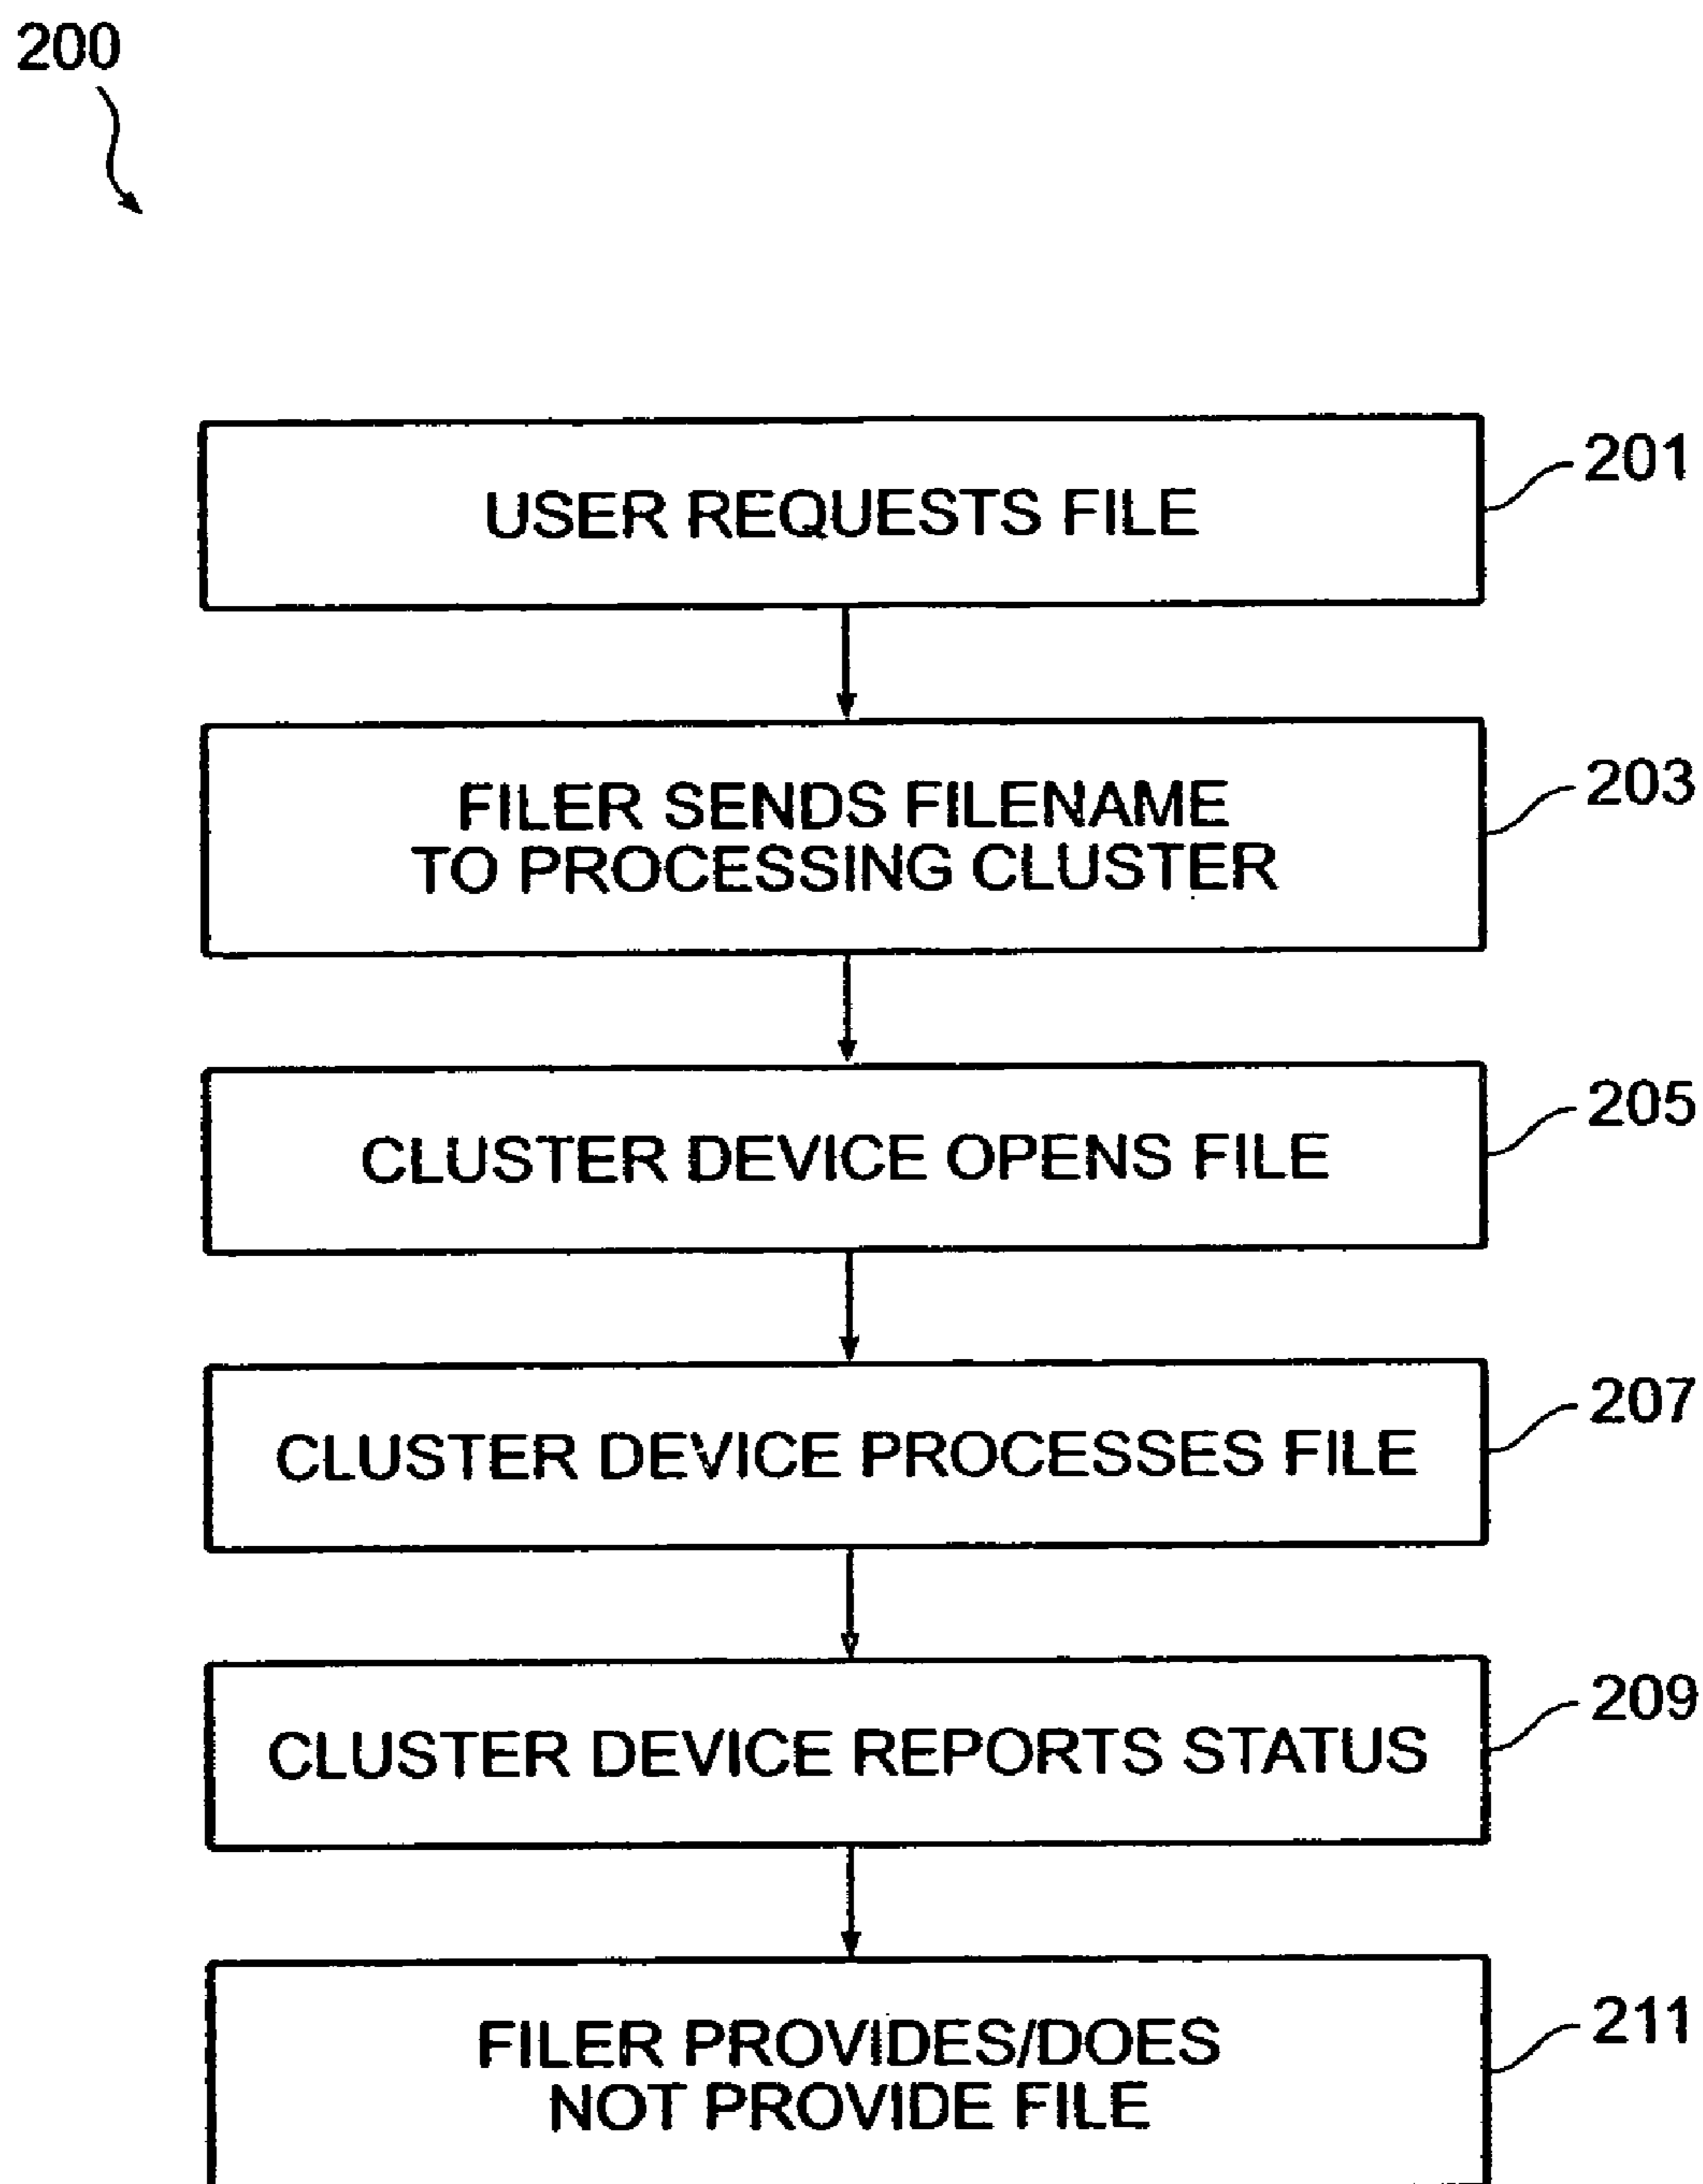 200
USER REQUESTS FILE
201
FILER SENDS FILENAME
TO PROCESSING CLUSTER
203
CLUSTER DEVICE OPENS FILE
205
CLUSTER DEVICE PROCESSES FILE
207
CLUSTER DEVICE REPORTS STATUS
209
FILER PROVIDES/DOES
NOT PROVIDE FILE
211